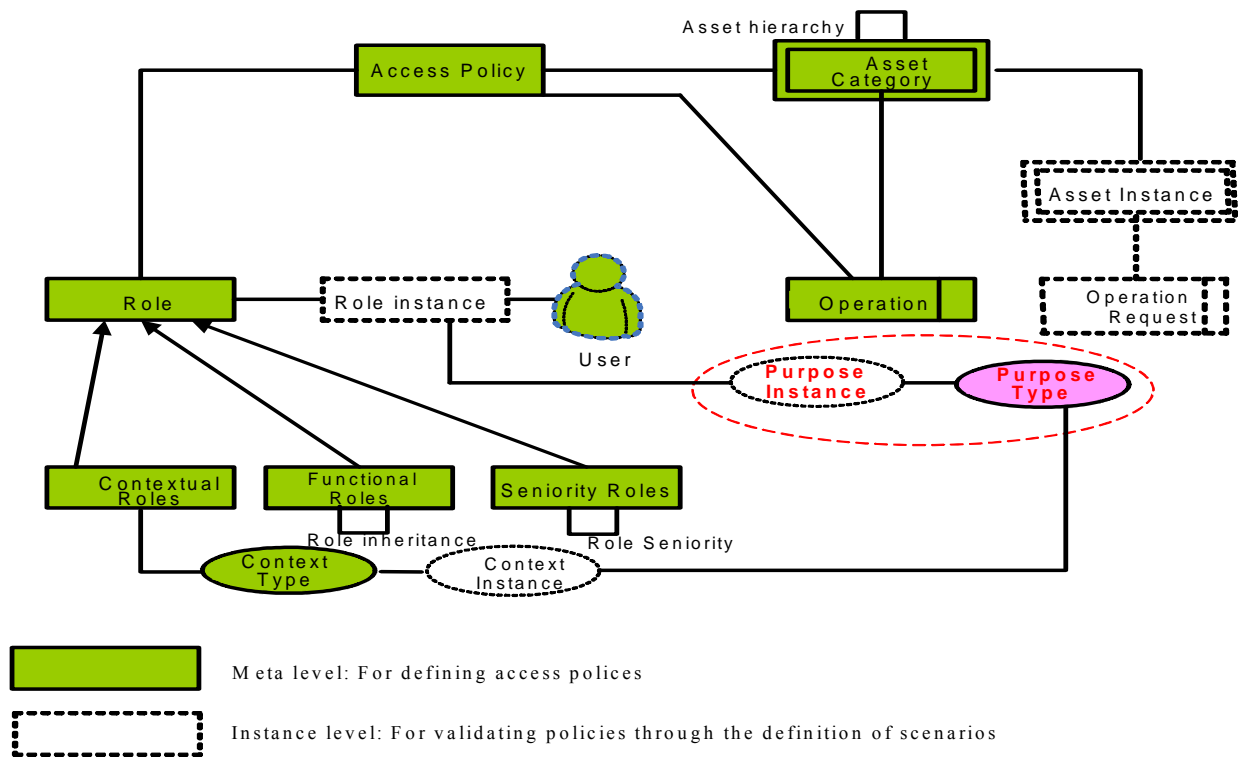 Asset hierarchy
Access Policy
Asset
Category
Asset Instance
Role
Role instance
User
Operation
Operation
Request
Purpose
Instance
Purpose
Type
Contextual
Roles
Functional
Roles
Seniority Roles
Role inheritance
Role Seniority
Context
Type
Context
Instance
Meta level: For defining access polices
Instance level: For validating policies through the definition of scenarios